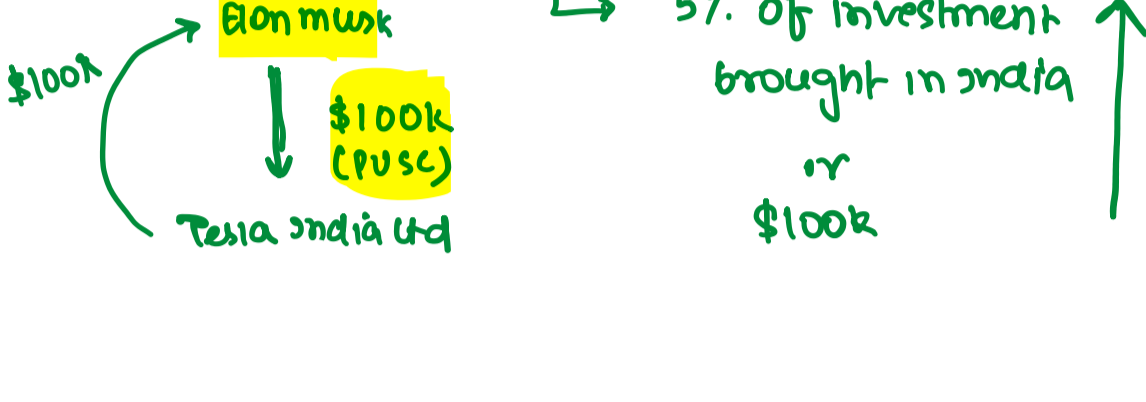 Elon musk
$100k
$100k
(PUSC)
Tesla India Ltd
5% of investment
brought in India
or
$100k